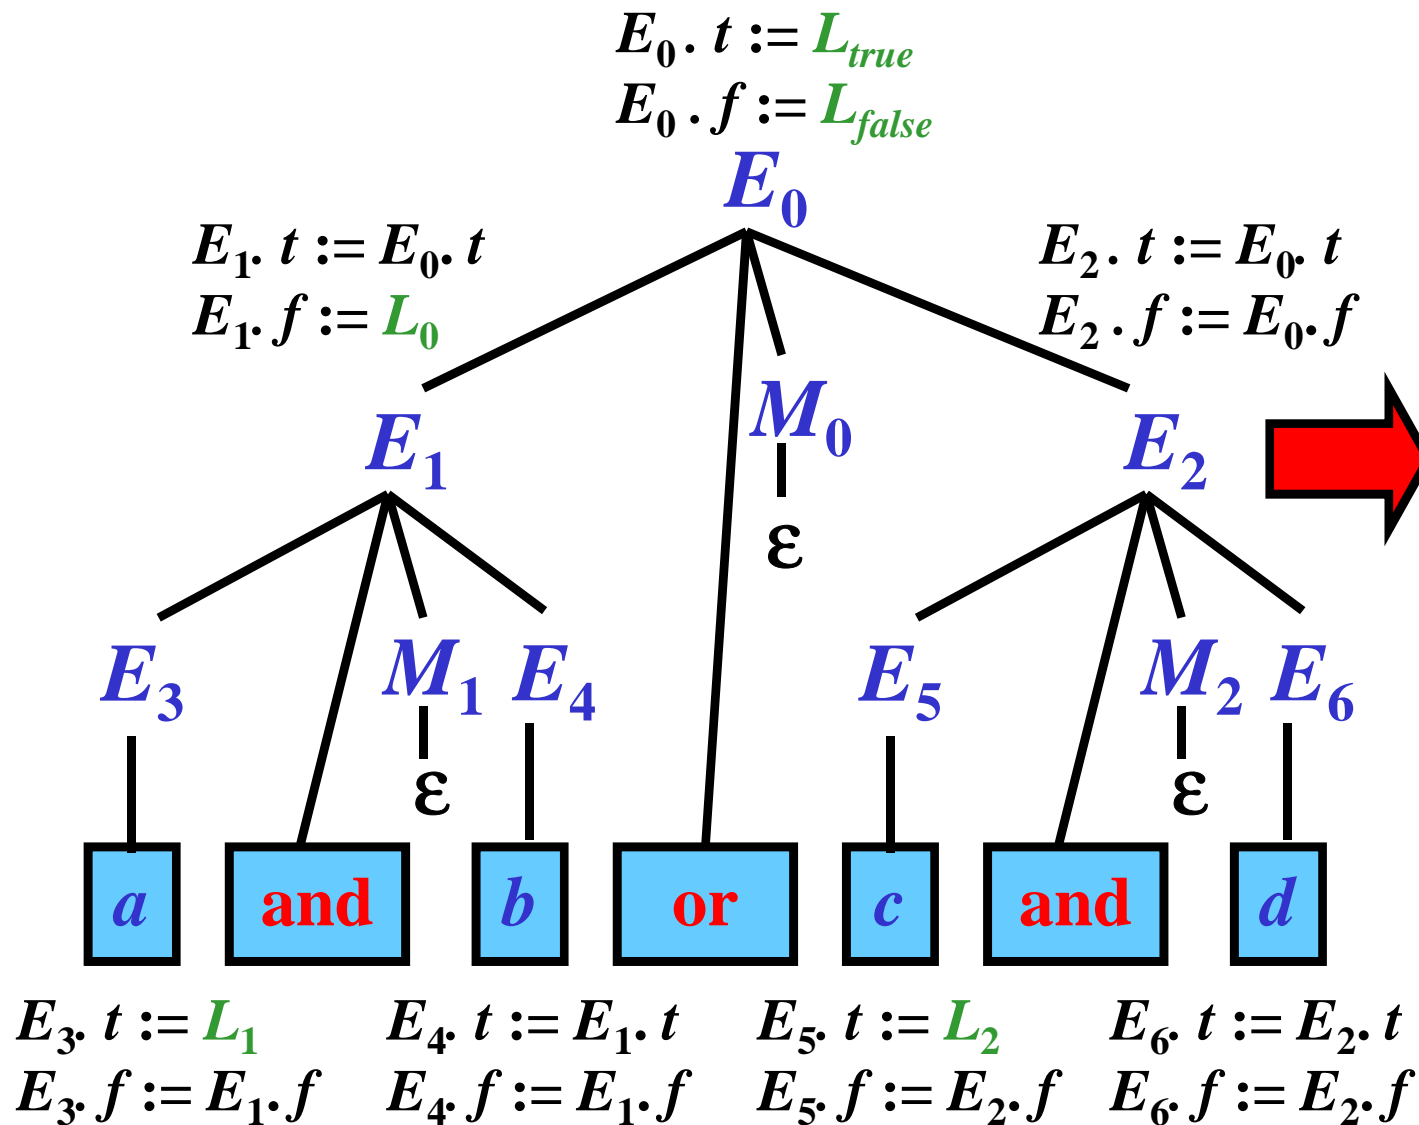 E₀ . t := L_true
E₀ . f := L_false
E₀
E₁. t := E₀. t
E₁. f := L₀
E₂ . t := E₀. t
E₂ . f := E₀. f
E₁
M₀
E₂
ε
E₃
M₁
E₄
E₅
M₂
E₆
ε
ε
a
and
b
or
c
and
d
E₃. t := L₁
E₃. f := E₁. f
E₄. t := E₁. t
E₄. f := E₁. f
E₅. t := L₂
E₅. f := E₂. f
E₆. t := E₂. t
E₆. f := E₂. f